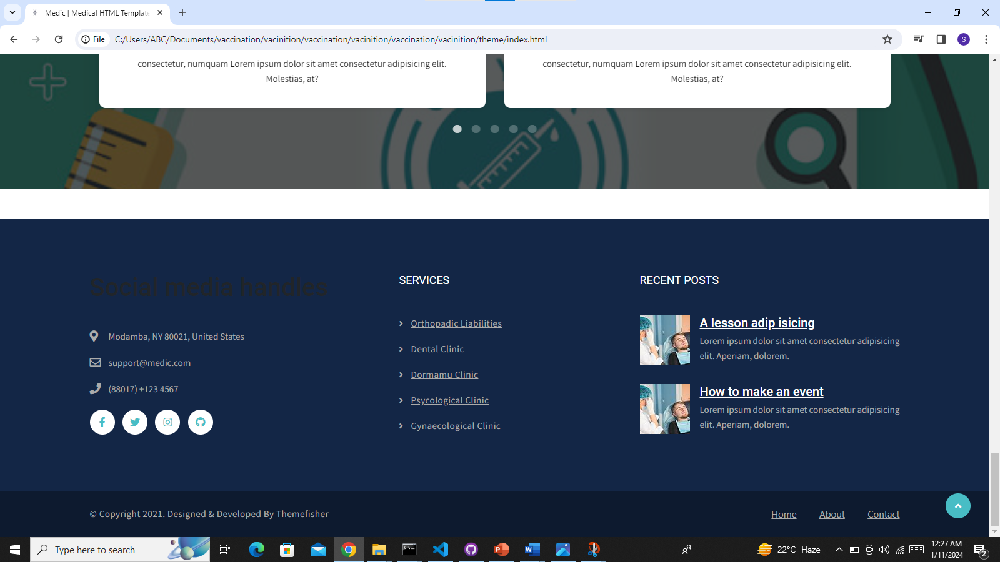 Medic | Medical HTML Template
File
C:/Users/ABC/Documents/vaccination/vacinition/vaccination/vacinition/vaccination/vacinition/theme/index.html
S
consectetur, numquam Lorem ipsum dolor sit amet consectetur adipisicing elit.
Molestias, at?
consectetur, numquam Lorem ipsum dolor sit amet consectetur adipisicing elit.
Molestias, at?
Social media handles
Modamba, NY 80021, United States
support@medic.com
(88017) +123 4567
SERVICES
Orthopadic Liabilities
Dental Clinic
Dormamu Clinic
Psycological Clinic
Gynaecological Clinic
RECENT POSTS
A lesson adip isicing
Lorem ipsum dolor sit amet consectetur adipisicing
elit. Aperiam, dolorem.
How to make an event
Lorem ipsum dolor sit amet consectetur adipisicing
elit. Aperiam, dolorem.
© Copyright 2021. Designed & Developed By Themefisher
Home About Contact
Type here to search
22°C Haze
12:27 AM
1/11/2024
2